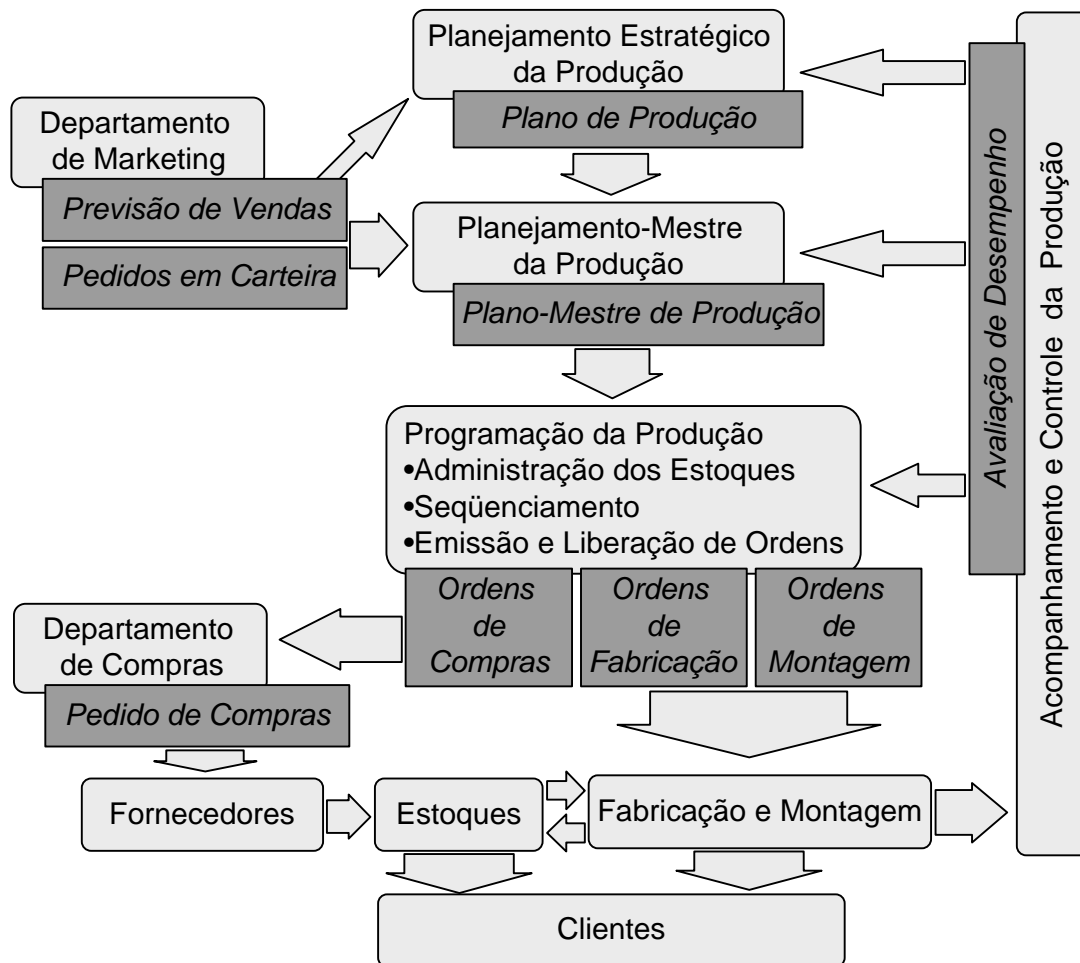 Planejamento Estratégico
da Produção
Plano de Produção
Departamento
de Marketing
Previsão de Vendas
Pedidos em Carteira
Planejamento-Mestre
da Produção
Plano-Mestre de Produção
Programação da Produção
•Administração dos Estoques
•Seqüenciamento
•Emissão e Liberação de Ordens
Ordens
de
Compras
Ordens
de
Fabricação
Ordens
de
Montagem
Departamento
de Compras
Pedido de Compras
Fornecedores
Estoques
Fabricação e Montagem
Clientes
Avaliação de Desempenho
Acompanhamento e Controle da Produção